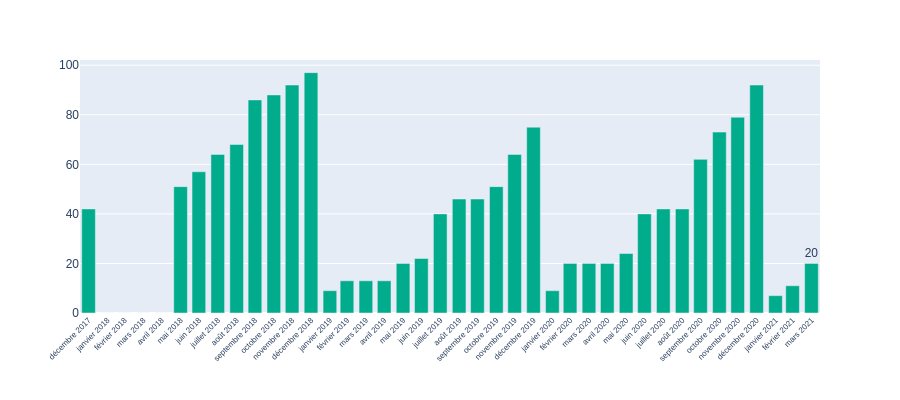 100
80
60
40
20
0
20
décembre 2017
janvier 2018
février 2018
mars 2018
avril 2018
mai 2018
juin 2018
juillet 2018
août 2018
septembre 2018
octobre 2018
novembre 2018
décembre 2018
janvier 2019
février 2019
mars 2019
avril 2019
mai 2019
juin 2019
juillet 2019
août 2019
septembre 2019
octobre 2019
novembre 2019
décembre 2019
janvier 2020
février 2020
mars 2020
avril 2020
mai 2020
juin 2020
juillet 2020
août 2020
septembre 2020
octobre 2020
novembre 2020
décembre 2020
janvier 2021
février 2021
mars 2021